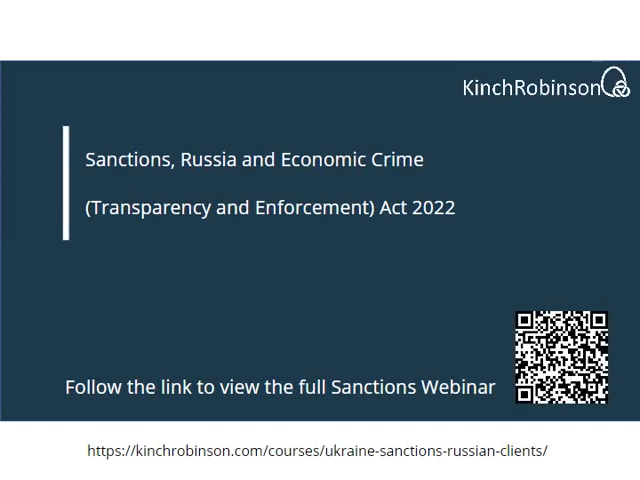 KinchRobinson
Sanctions, Russia and Economic Crime
(Transparency and Enforcement) Act 2022
Follow the link to view the full Sanctions Webinar
https://kinchrobinson.com/courses/ukraine-sanctions-russian-clients/